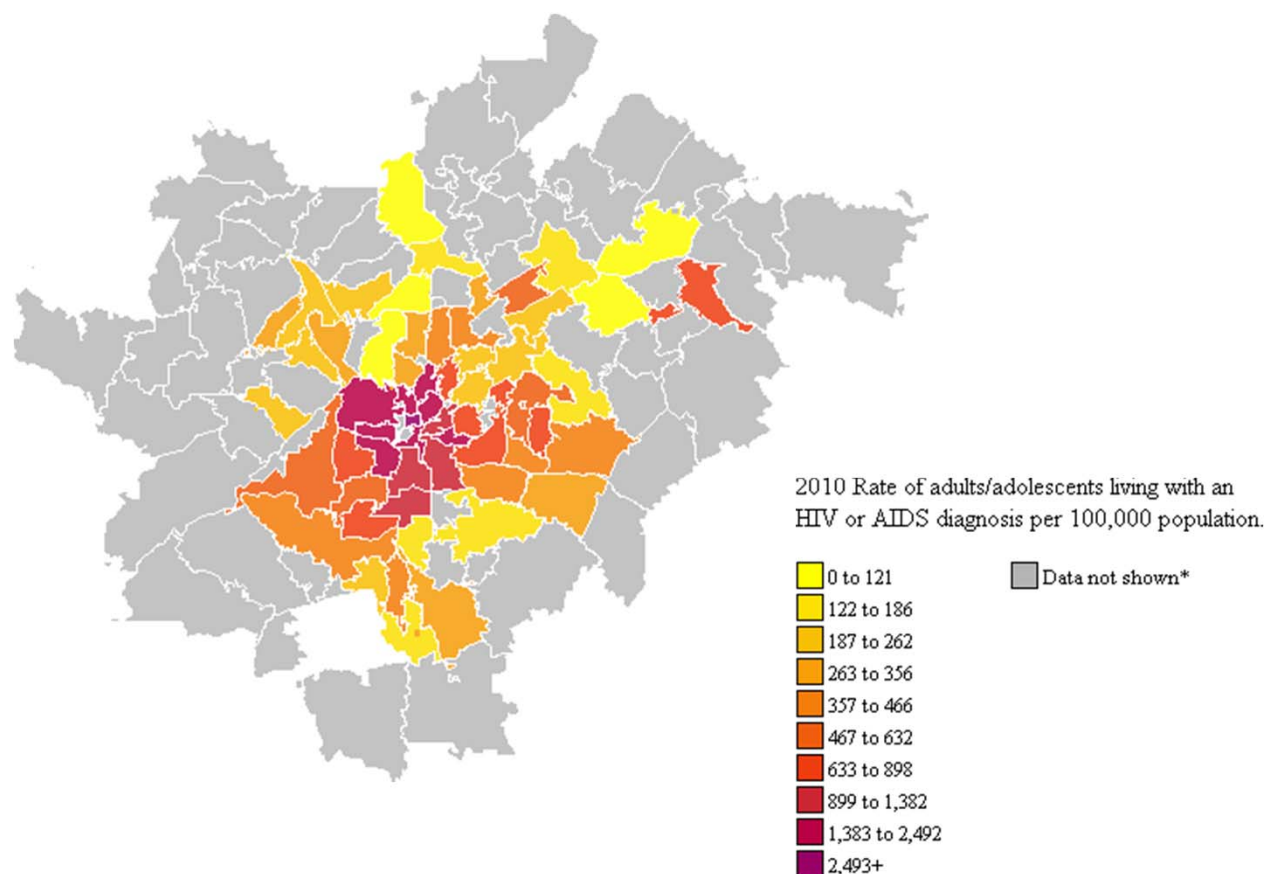 2010 Rate of adults/adolescents living with an
HIV or AIDS diagnosis per 100,000 population.
0 to 121
Data not shown*
122 to 186
187 to 262
263 to 356
357 to 466
467 to 632
633 to 898
899 to 1,382
1,383 to 2,492
2,493+